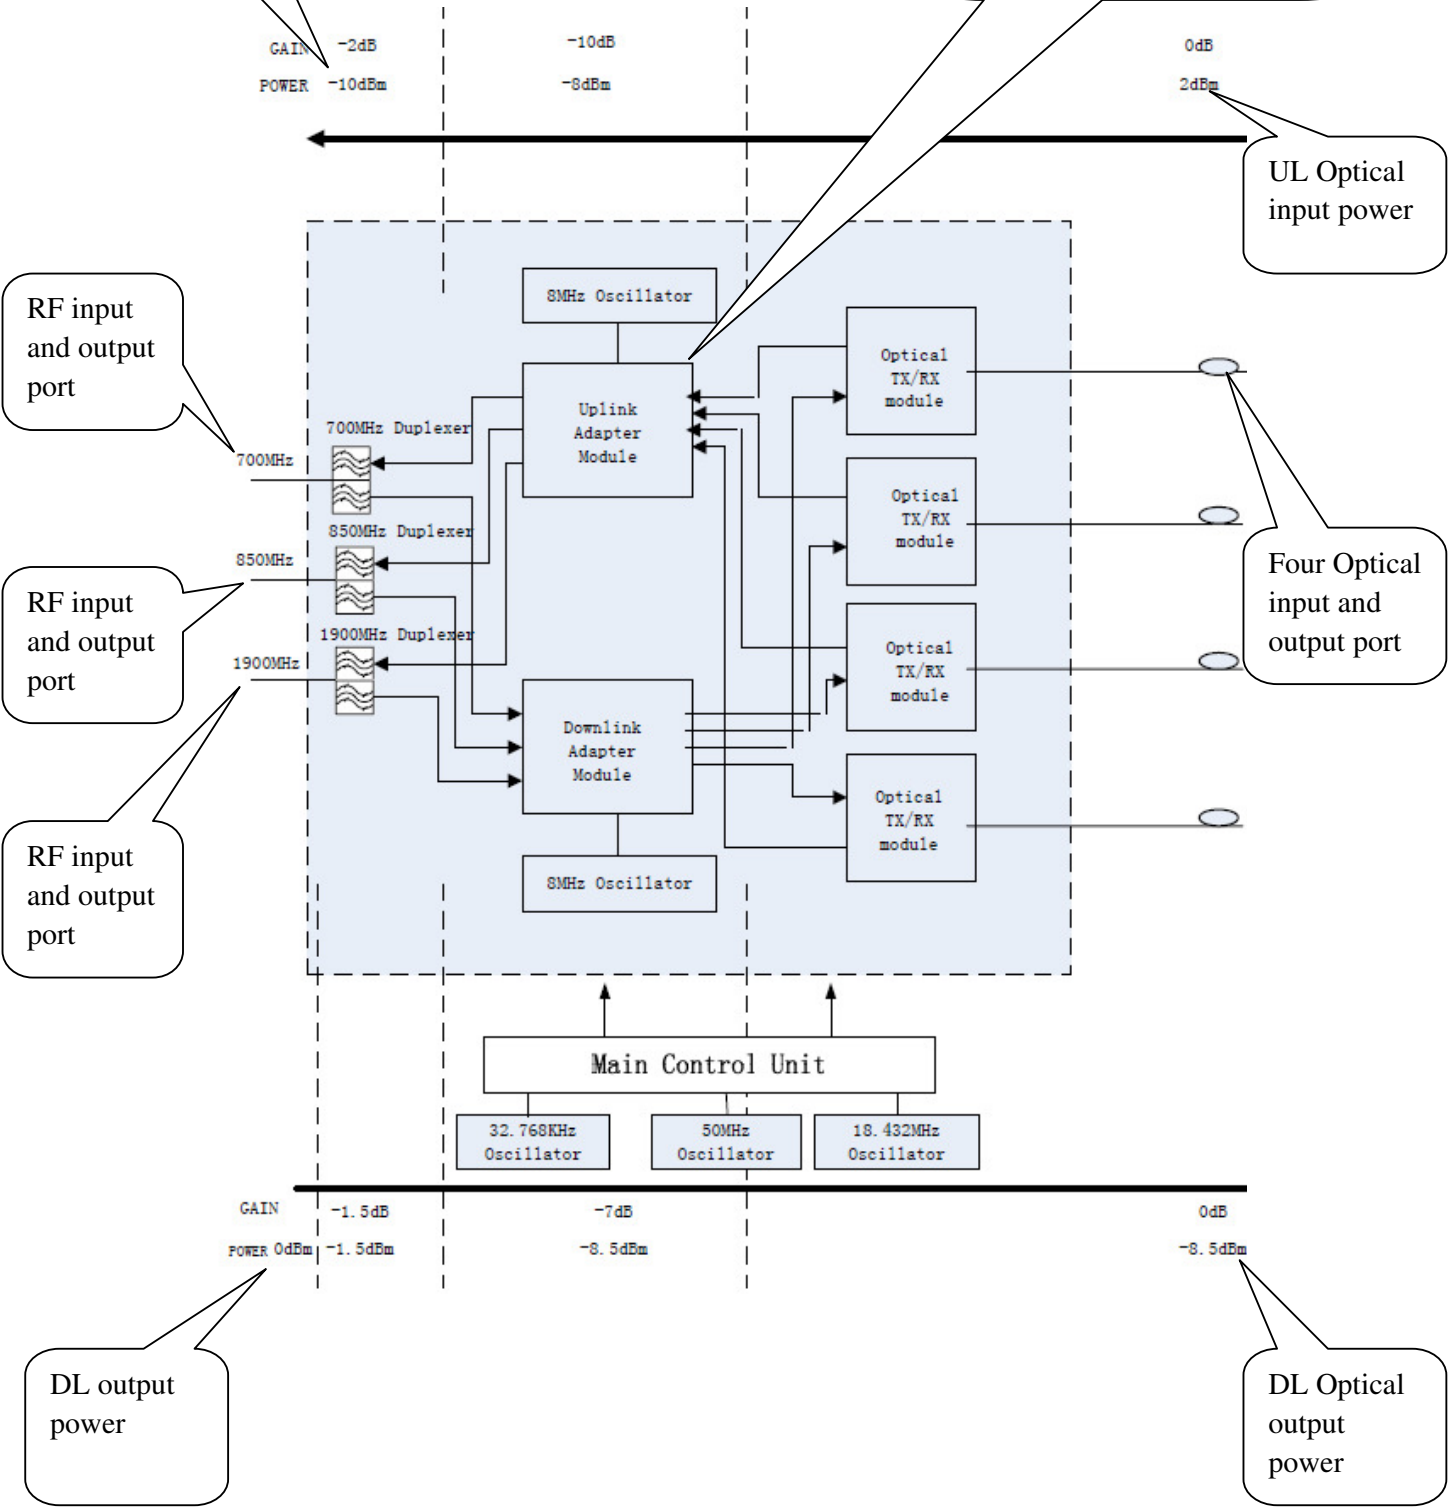 GAIN -2dB -10dB 0dB
POWER -10dBm -8dBm 2dBm
UL Optical
input power
RF input
and output
port
8MHz Oscillator
Optical
TX/RX
module
Uplink
Adapter
Module
700MHz Duplexer
700MHz
Optical
TX/RX
module
850MHz Duplexer
850MHz
Four Optical
input and
output port
RF input
and output
port
1900MHz Duplexer
1900MHz
Optical
TX/RX
module
Downlink
Adapter
Module
Optical
TX/RX
module
RF input
and output
port
8MHz Oscillator
Main Control Unit
32.768KHz
Oscillator
50MHz
Oscillator
18.432MHz
Oscillator
GAIN -1.5dB -7dB 0dB
POWER 0dBm -1.5dBm -8.5dBm -8.5dBm
DL output
power
DL Optical
output
power